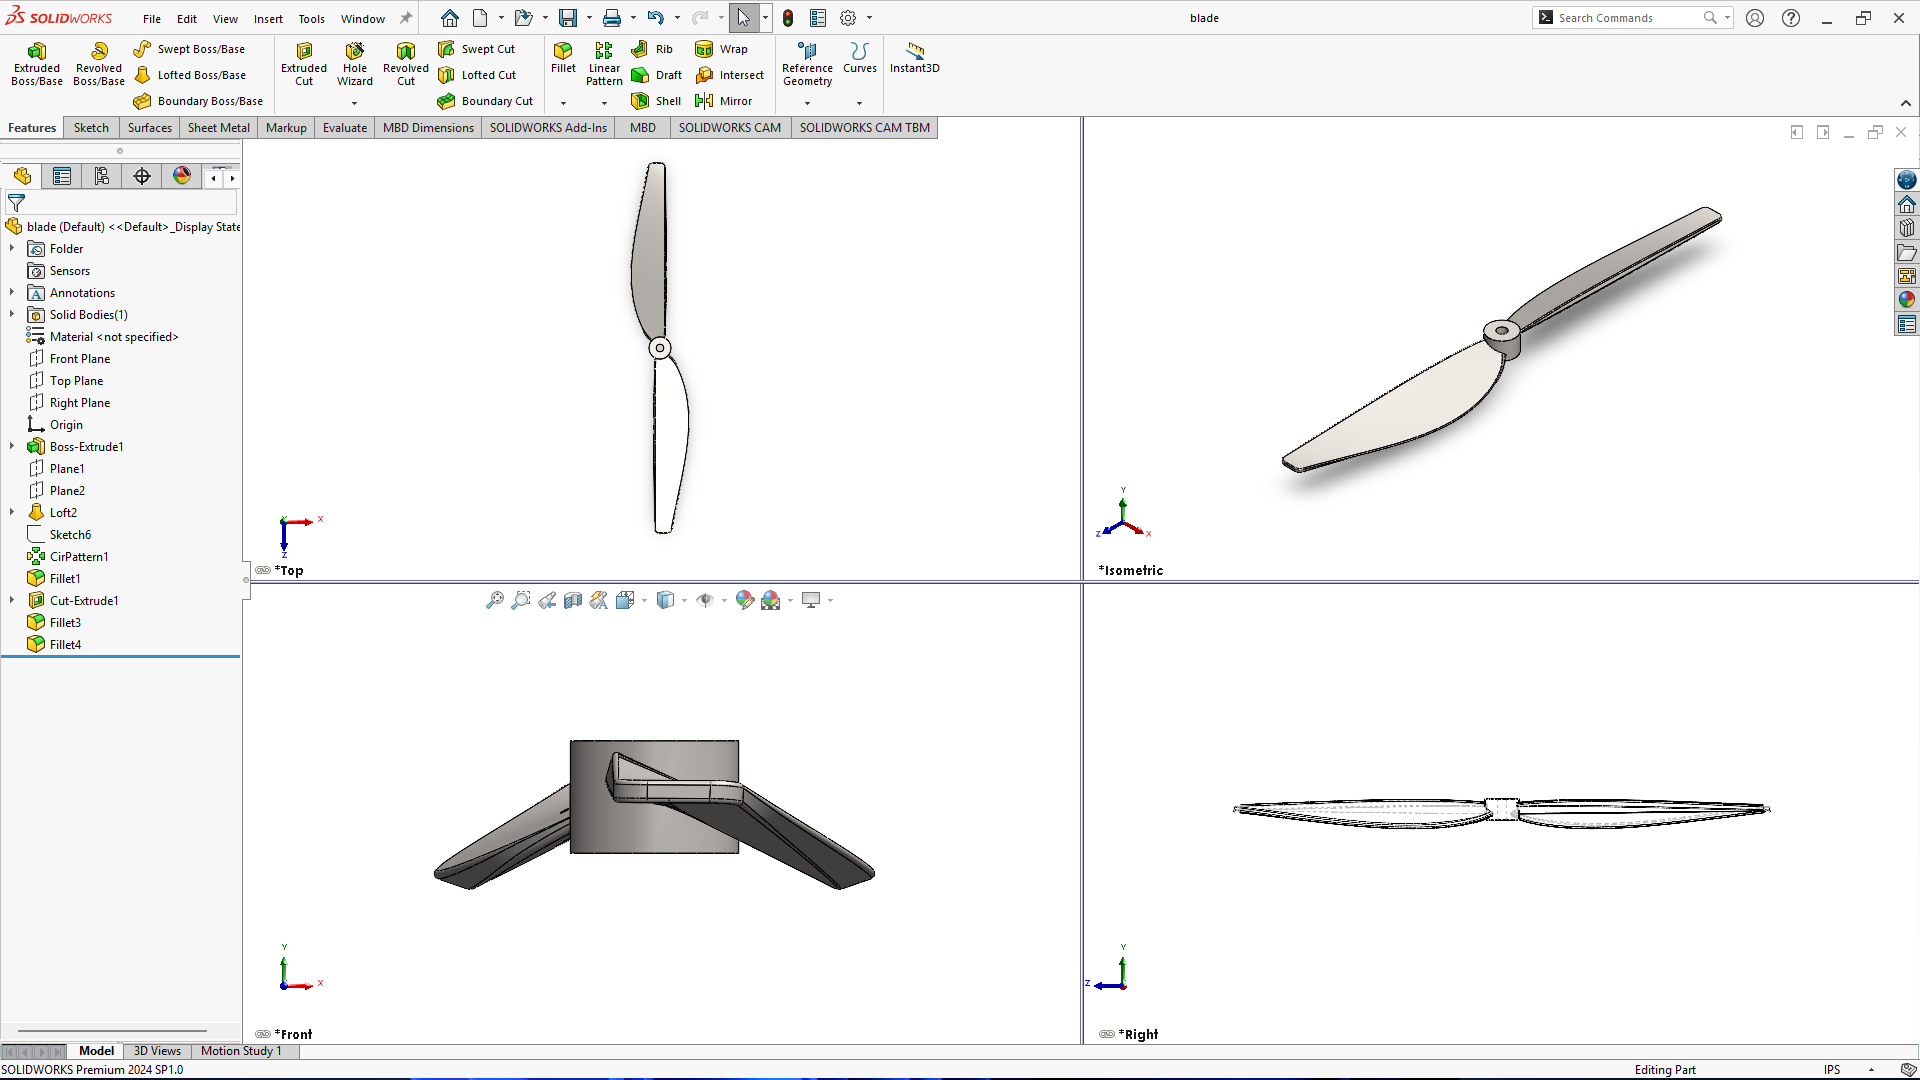 SOLIDWORKS File Edit View Insert Tools Window blade Search Commands
Extruded Boss/Base
Revolved Boss/Base
Swept Boss/Base
Lofted Boss/Base
Boundary Boss/Base
Extruded Cut
Hole Wizard
Revolved Cut
Swept Cut
Lofted Cut
Boundary Cut
Fillet
Linear Pattern
Rib
Draft
Shell
Wrap
Intersect
Mirror
Reference Geometry
Curves
Instant3D
Features Sketch Surfaces Sheet Metal Markup Evaluate MBD Dimensions SOLIDWORKS Add-Ins MBD SOLIDWORKS CAM SOLIDWORKS CAM TBM
blade (Default) <<Default>_Display State
Folder
Sensors
Annotations
Solid Bodies(1)
Material <not specified>
Front Plane
Top Plane
Right Plane
Origin
Boss-Extrude1
Plane1
Plane2
Loft2
Sketch6
CirPattern1
Fillet1
Cut-Extrude1
Fillet3
Fillet4
Y X
Z
*Top
Y
Z X
*Isometric
Y
X
*Front
Y
Z
*Right
Model 3D Views Motion Study 1
SOLIDWORKS Premium 2024 SP1.0 Editing Part IPS